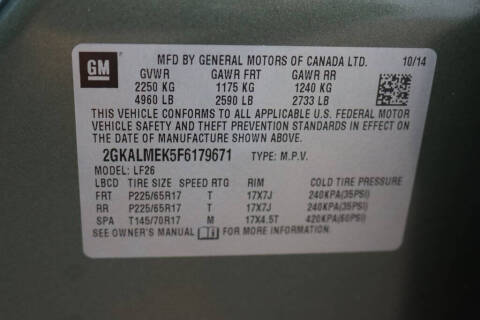 GM MFD BY GENERAL MOTORS OF CANADA LTD. 10/14
GVWR GAWR FRT GAWR RR
2250 KG 1175 KG 1240 KG
4960 LB 2590 LB 2733 LB
THIS VEHICLE CONFORMS TO ALL APPLICABLE U.S. FEDERAL MOTOR
VEHICLE SAFETY AND THEFT PREVENTION STANDARDS IN EFFECT ON
THE DATE OF MANUFACTURE SHOWN ABOVE.
2GKALMEK5F6179671 TYPE: M.P.V.
MODEL: LF26
LBCD TIRE SIZE SPEED RTG RIM COLD TIRE PRESSURE
FRT P225/65R17 T 17X7J 240KPA(35PSI)
RR P225/65R17 T 17X7J 240KPA(35PSI)
SPA T145/70R17 M 17X4.5T 420KPA(60PSI)
SEE OWNER'S MANUAL FOR MORE INFORMATION.